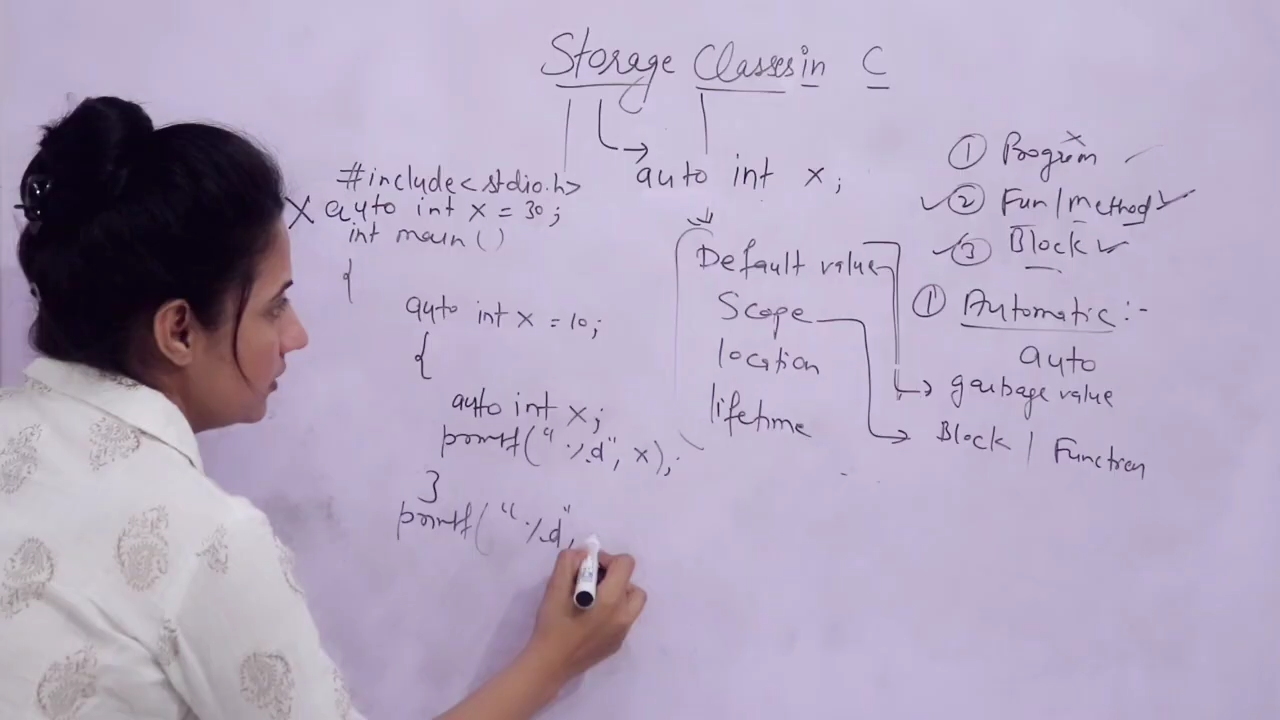 Storage Classes in C
#include<stdio.h>
X auto int x = 30;
int main()
{
auto int x = 10;
{
auto int x;
printf("%d", x);
}
printf("%d",
auto int x;
Default value
Scope
location
lifetime
① Program x
② Fun/method
③ Block
① Automatic :-
auto
garbage value
Block / Function